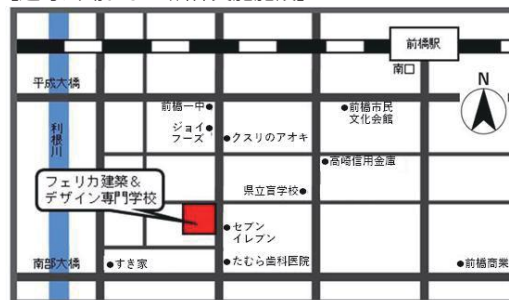 前橋駅
南口
平成大橋
N
前橋一中
ジョイ
フーズ
クスリのアオキ
前橋市民
文化会館
利根川
高崎信用金庫
フェリカ建築&
デザイン専門学校
県立盲学校
セブン
イレブン
南部大橋
すき家
たむら歯科医院
前橋商業